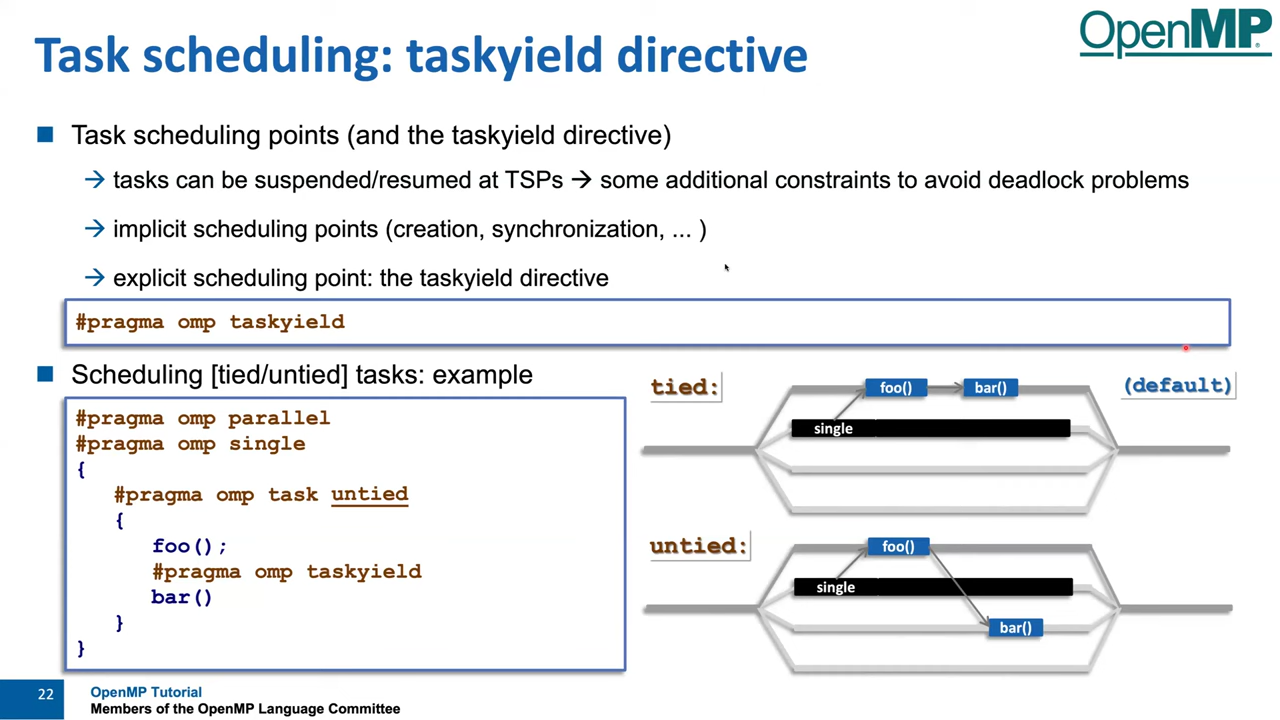 OpenMP
Task scheduling: taskyield directive
Task scheduling points (and the taskyield directive)
→ tasks can be suspended/resumed at TSPs → some additional constraints to avoid deadlock problems
→ implicit scheduling points (creation, synchronization, ... )
→ explicit scheduling point: the taskyield directive
#pragma omp taskyield
Scheduling [tied/untied] tasks: example
#pragma omp parallel
#pragma omp single
{
#pragma omp task untied
{
foo();
#pragma omp taskyield
bar()
}
}
tied:
foo()
bar()
(default)
single
untied:
foo()
single
bar()
22
OpenMP Tutorial
Members of the OpenMP Language Committee